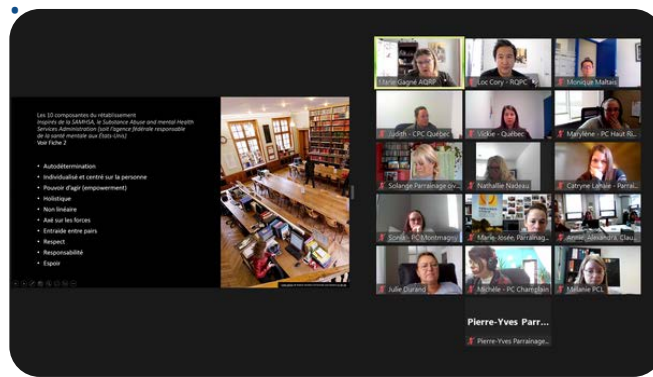 Les 10 composantes du rétablissement
Inspirés de la SAMHSA, le Substance Abuse and mental Health
Services Administration (soit l'agence fédérale responsable
de la santé mentale aux États-Unis)
Voir Fiche 2
• Autodétermination
• Individualisé et centré sur la personne
• Pouvoir d'agir (empowerment)
• Holistique
• Non linéaire
• Axé sur les forces
• Entraide entre pairs
• Respect
• Responsabilité
• Espoir
Marie Gagné AQRP
Loc Cory - RQPC
Monique Maltais
Judith - CPC Québec
Vickie - Québec
Marylène - PC Haut Ri...
Solange Parrainage civ...
Nathallie Nadeau
Catryne Lahaie - Parrai...
Sonia - PC Montmagny
Marie-Josée, Parrainag...
Annie, Alexandra, Clau...
Julie Durand
Michèle - PC Champlain
Mélanie PCL
Pierre-Yves Parr...
Pierre-Yves Parrainage...